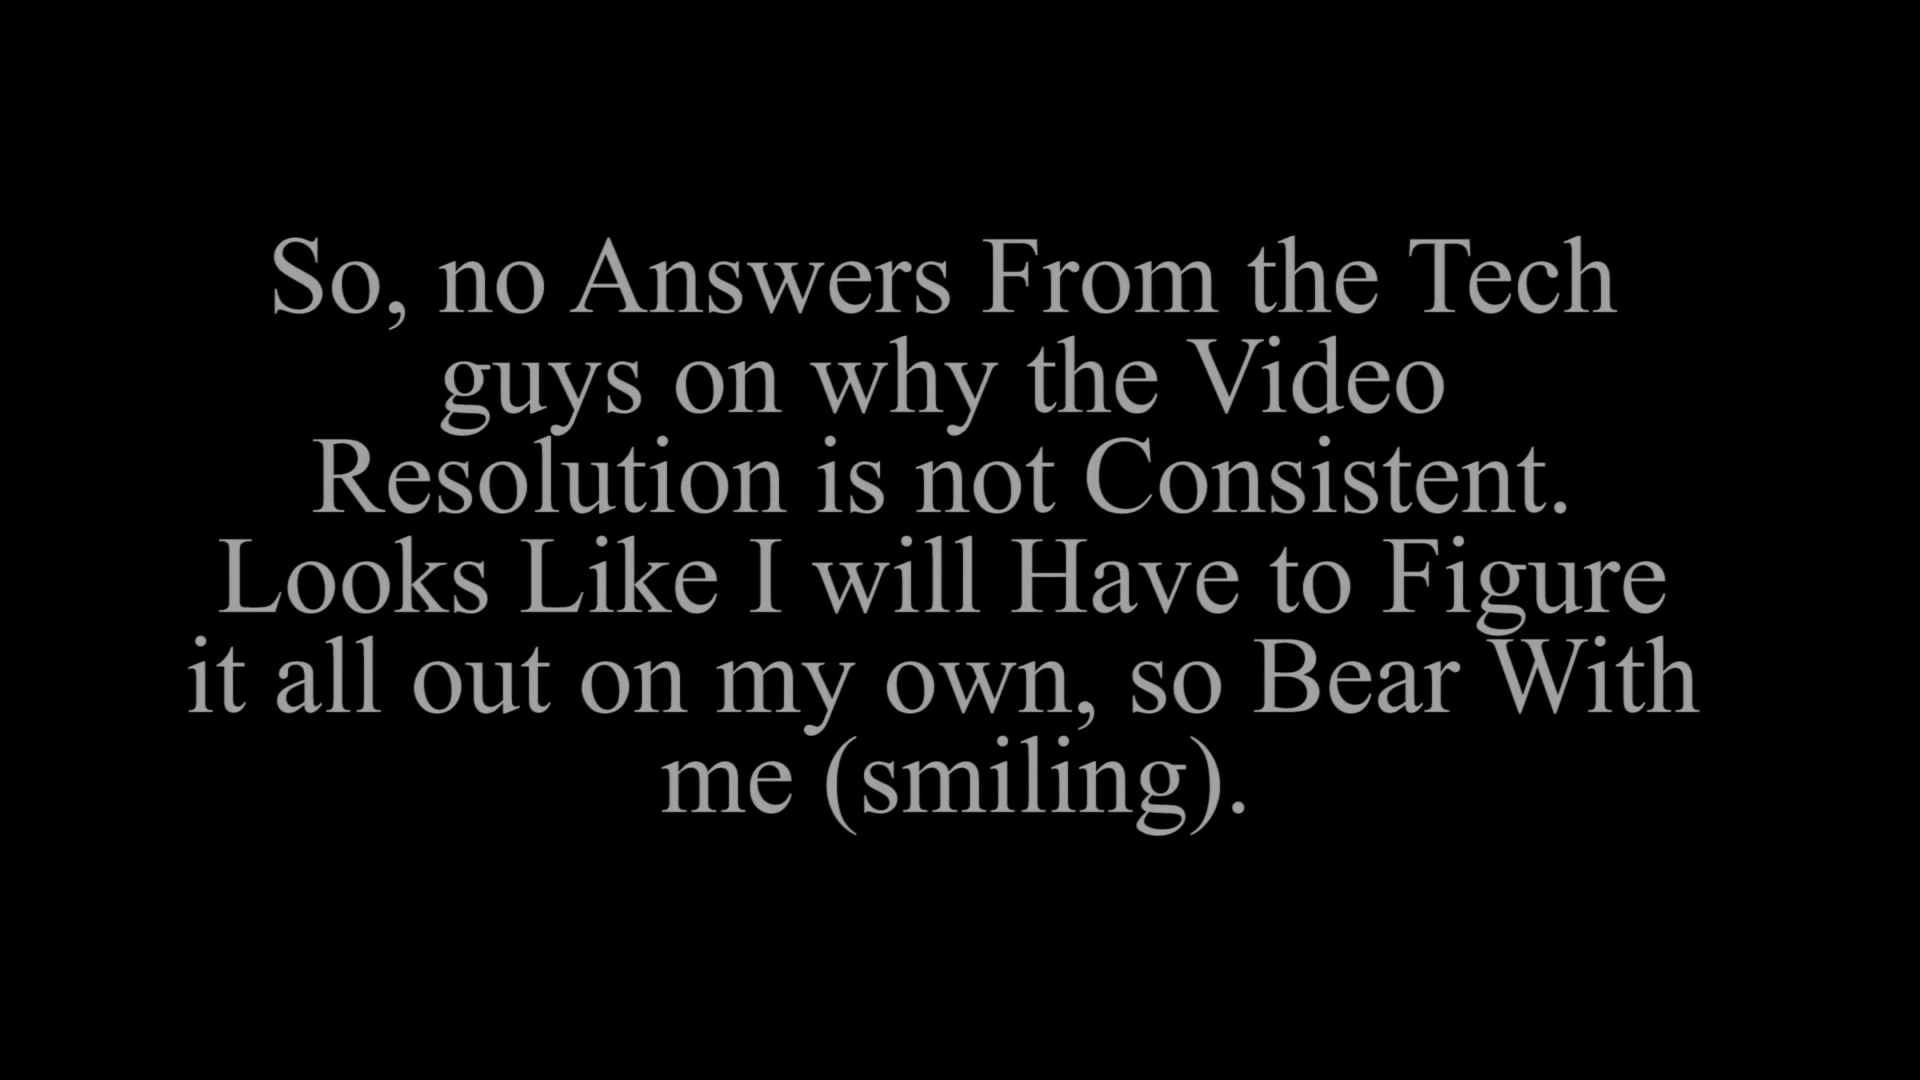 So, no Answers From the Tech
guys on why the Video
Resolution is not Consistent.
Looks Like I will Have to Figure
it all out on my own, so Bear With
me (smiling).